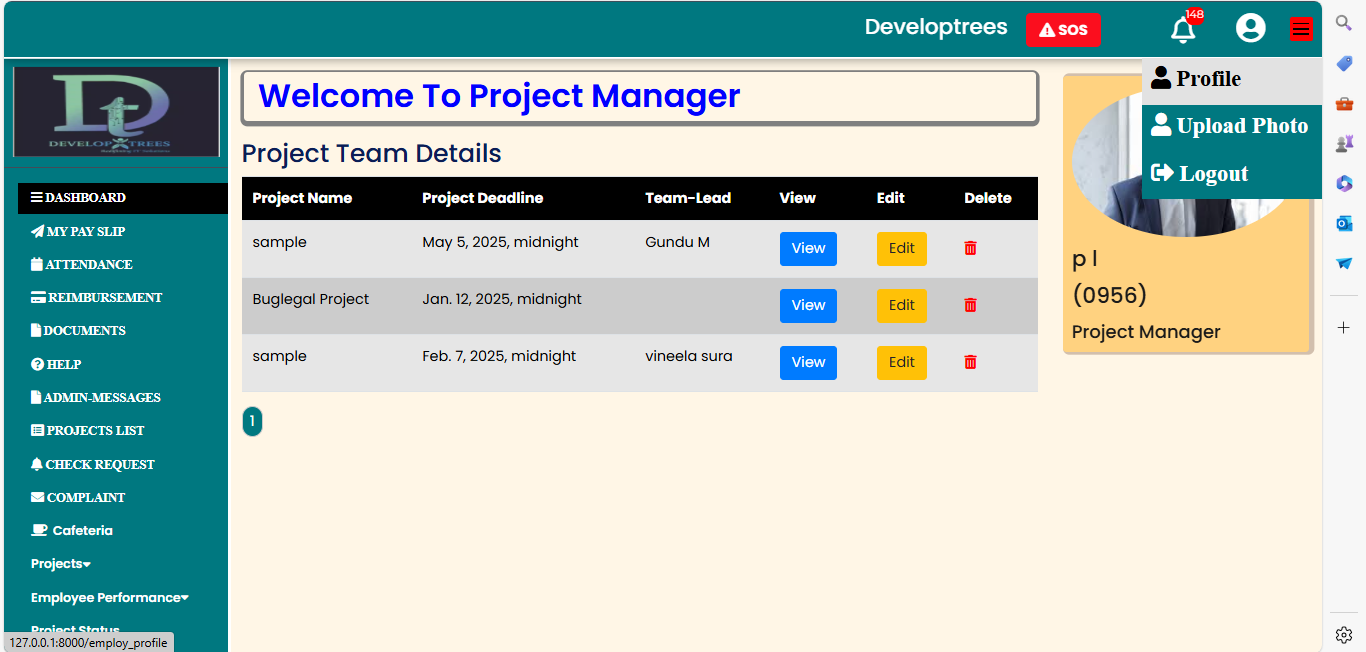 Developtrees
SOS
148
Profile
Upload Photo
Logout
DEVELOP TREES
DASHBOARD
MY PAY SLIP
ATTENDANCE
REIMBURSEMENT
DOCUMENTS
HELP
ADMIN-MESSAGES
PROJECTS LIST
CHECK REQUEST
COMPLAINT
Cafeteria
Projects
Employee Performance
Project Status
127.0.0.1:8000/employ_profile
Welcome To Project Manager
Project Team Details
Project Name Project Deadline Team-Lead View Edit Delete
sample May 5, 2025, midnight Gundu M View Edit
Buglegal Project Jan. 12, 2025, midnight View Edit
sample Feb. 7, 2025, midnight vineela sura View Edit
1
p l
(0956)
Project Manager